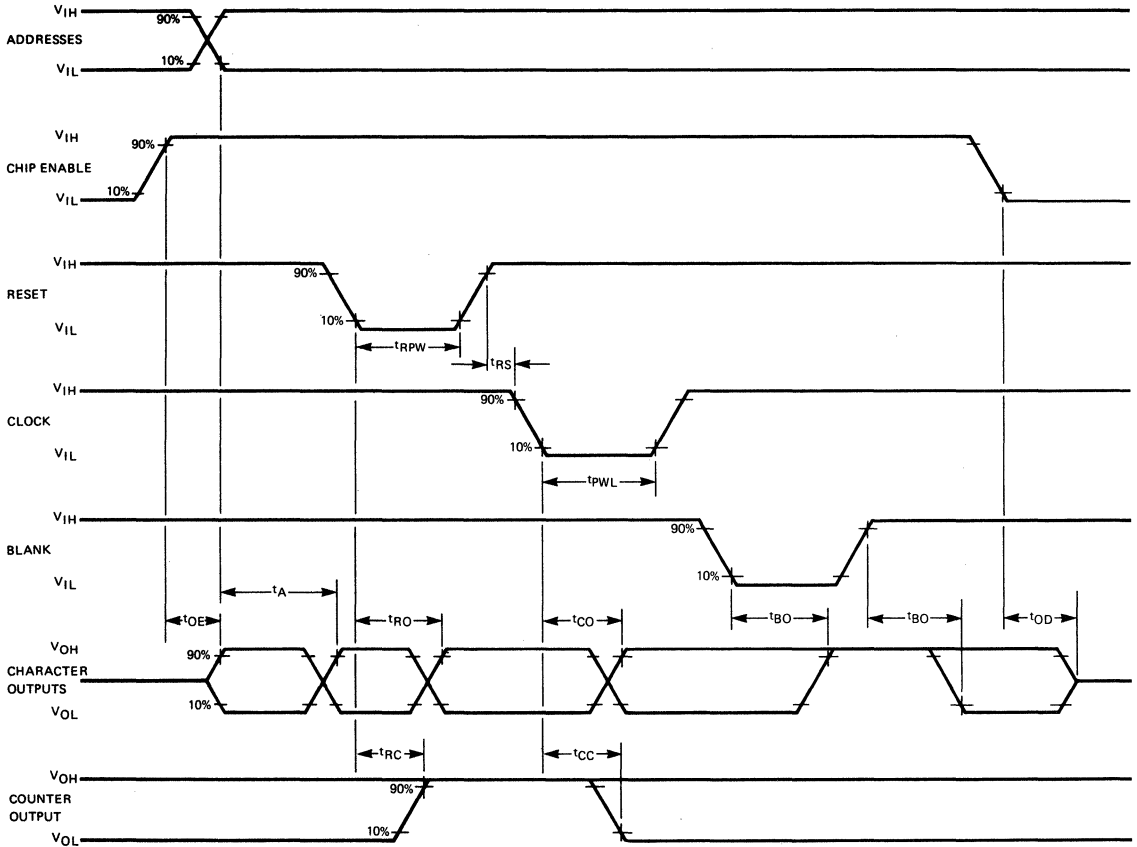 VIH
90%
ADDRESSES
10%
VIL
VIH
90%
CHIP ENABLE
10%
VIL
VIH
90%
RESET
10%
VIL
tRPW
tRS
VIH
90%
CLOCK
10%
VIL
tPWL
VIH
90%
BLANK
10%
VIL
tA
tOE
tRO
tCO
tBO
tBO
tOD
VOH
90%
CHARACTER
OUTPUTS
10%
VOL
tRC
tCC
VOH
90%
COUNTER
OUTPUT
10%
VOL